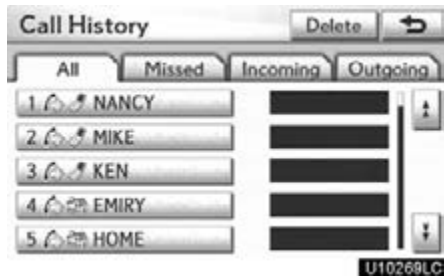 Call History Delete
All Missed Incoming Outgoing
1 NANCY
2 MIKE
3 KEN
4 EMIRY
5 HOME
U10269LC